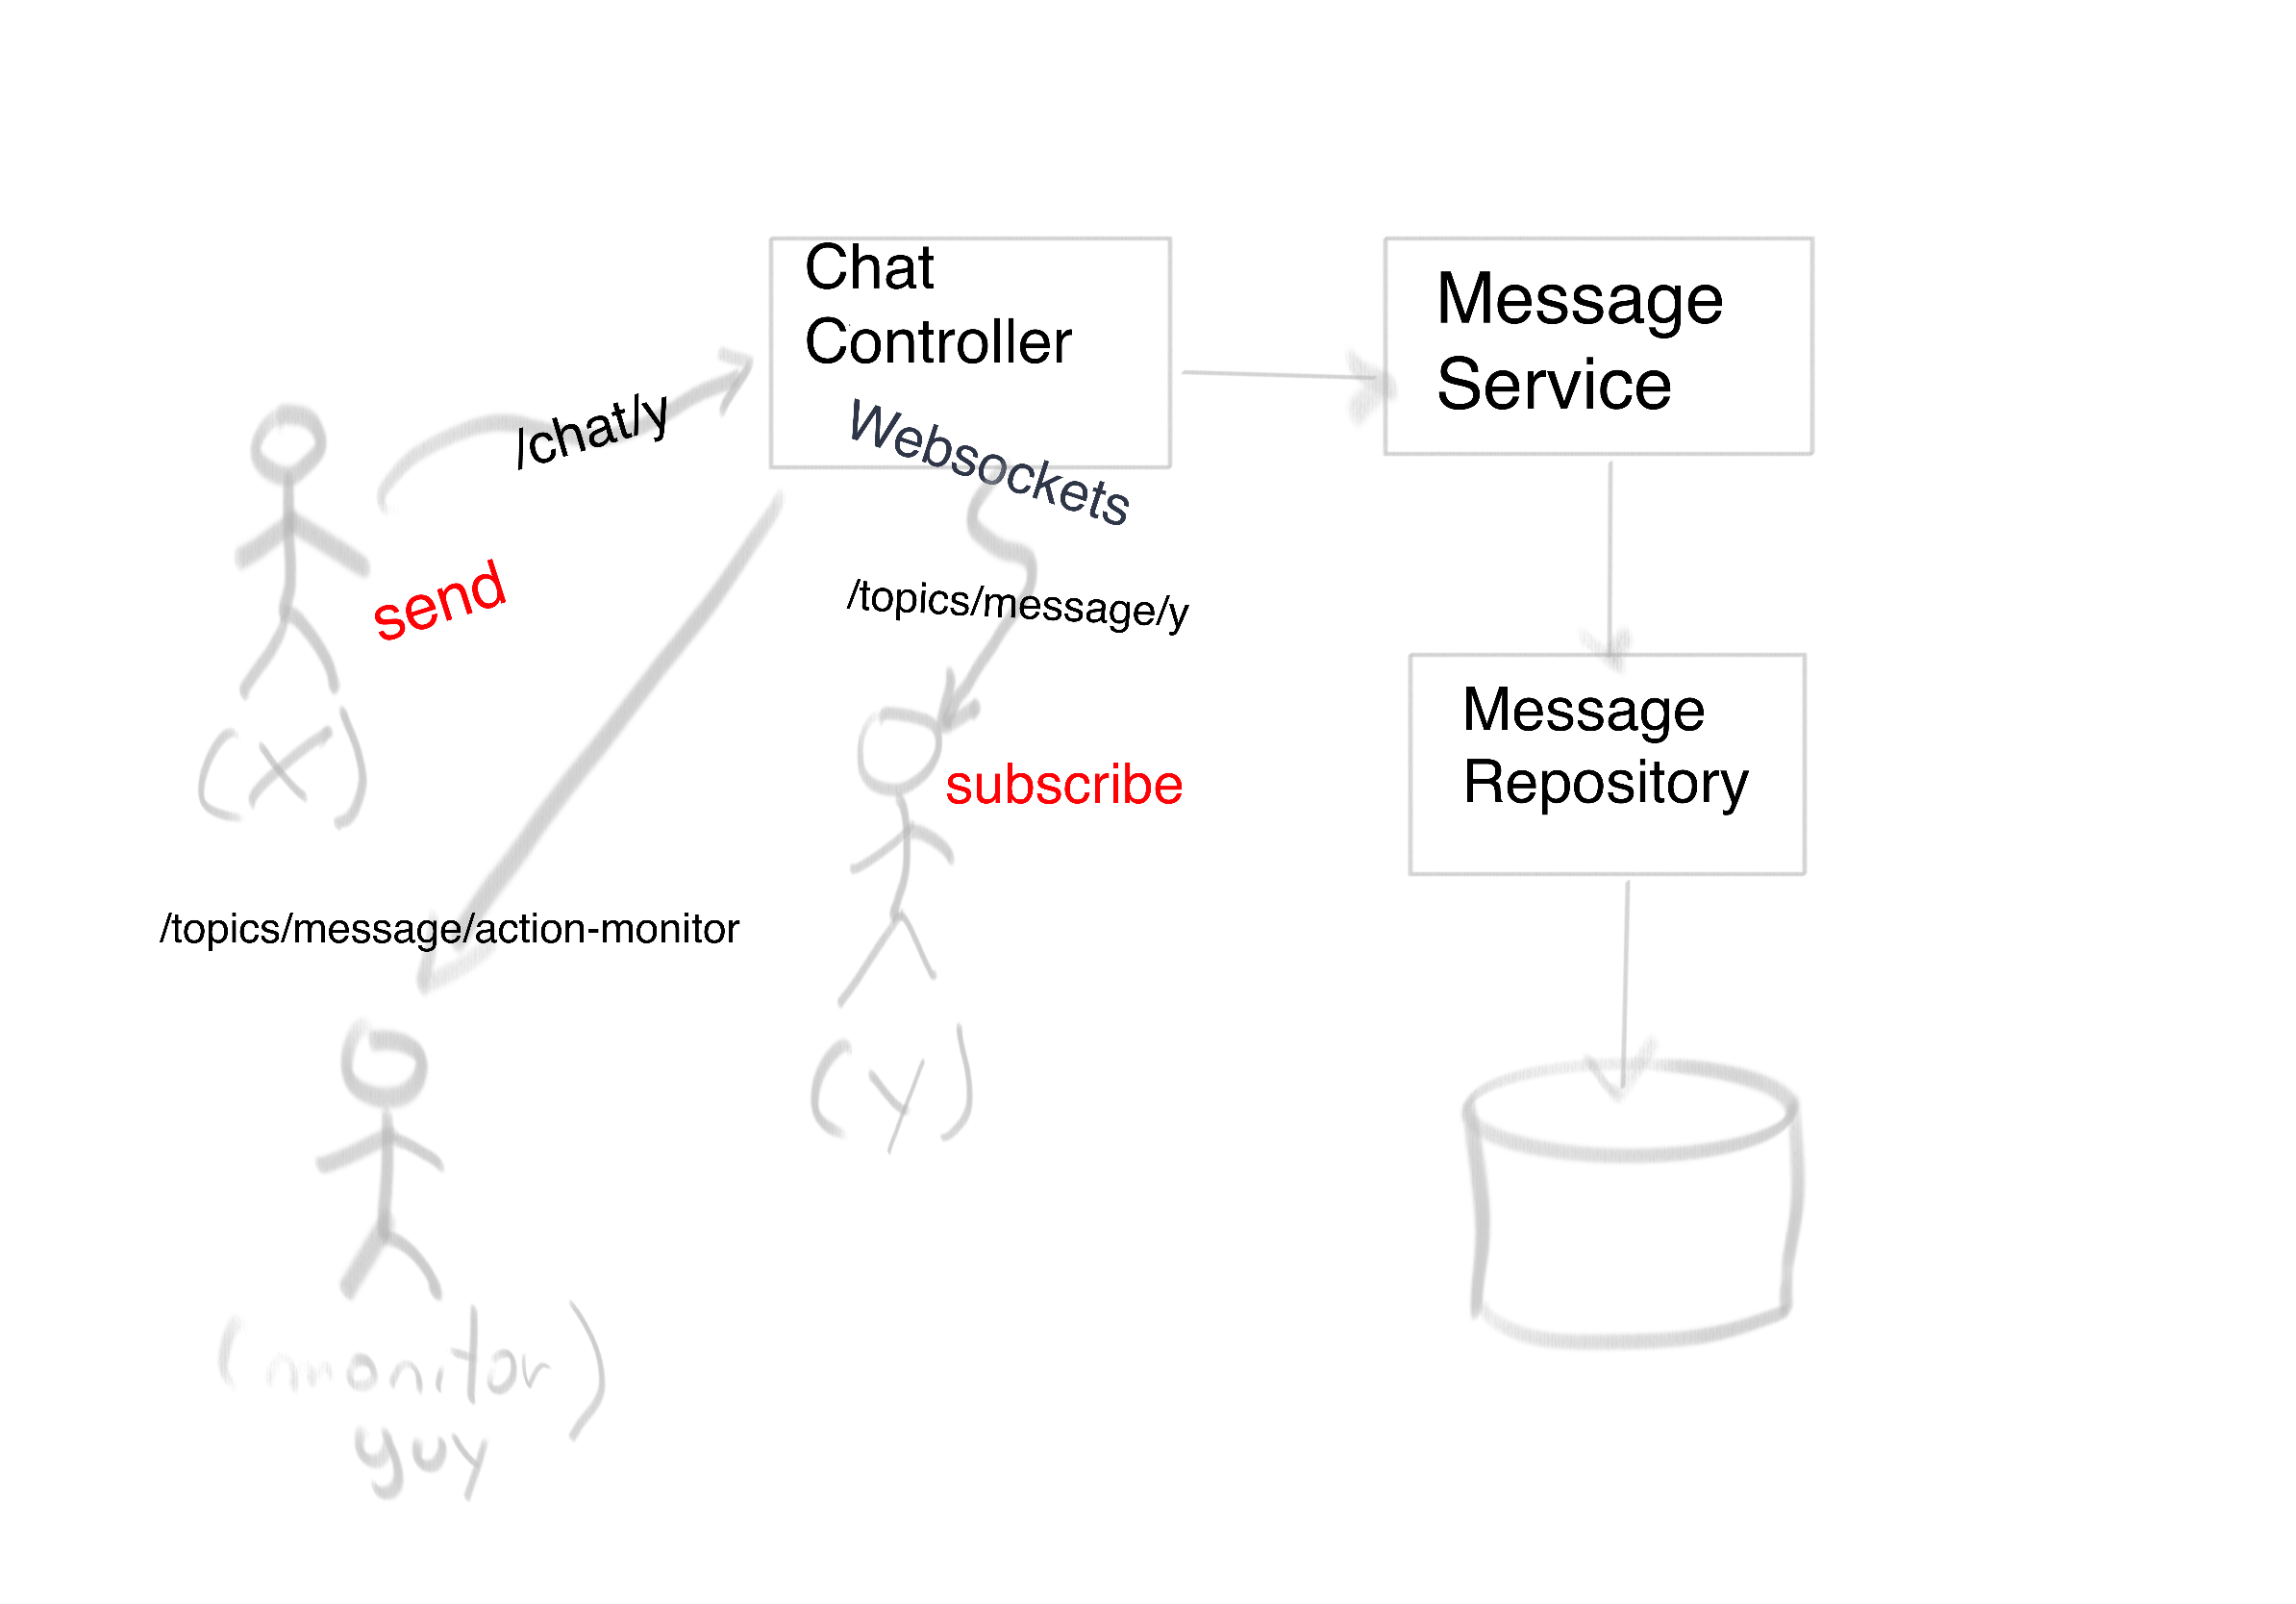 Chat
Controller
Websockets
Message
Service
/chat/y
send
(X)
/topics/message/y
subscribe
(y)
Message
Repository
/topics/message/action-monitor
(monitor)
guy